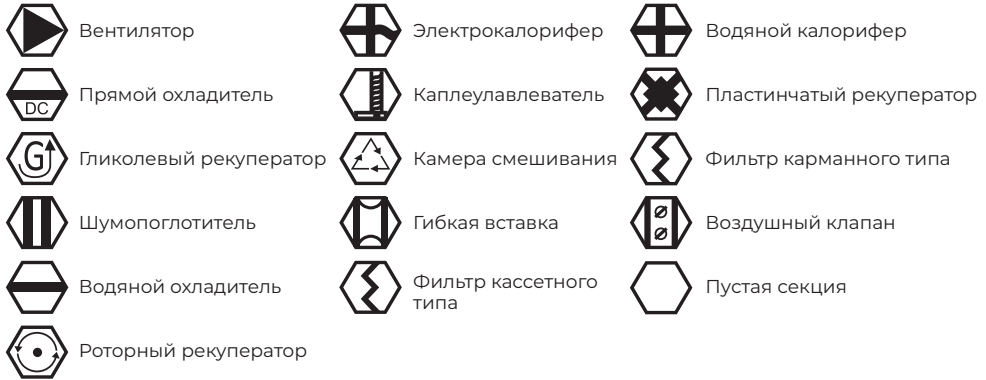 Вентилятор
Электрокалорифер
Водяной калорифер
DC
Прямой охладитель
Каплеулавлеватель
Пластинчатый рекуператор
G
Гликолевый рекуператор
Камера смешивания
Фильтр карманного типа
Шумопоглотитель
Гибкая вставка
Воздушный клапан
Водяной охладитель
Фильтр кассетного
типа
Пустая секция
Роторный рекуператор